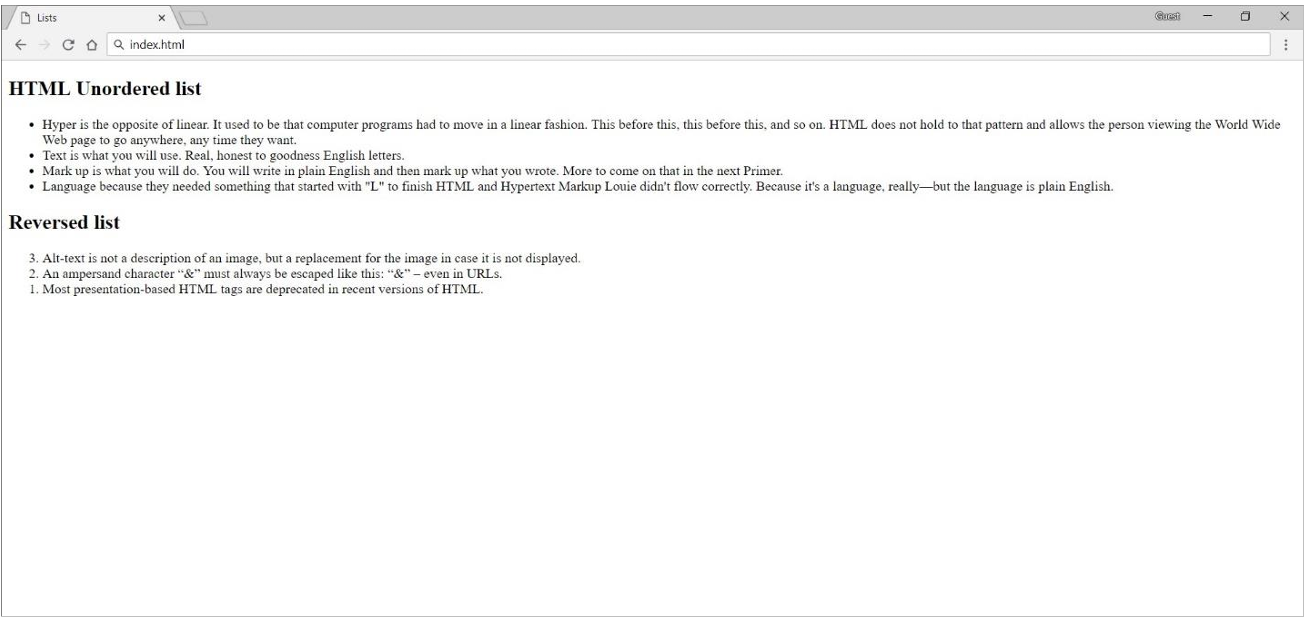 Lists
Guest
index.html
HTML Unordered list
• Hyper is the opposite of linear. It used to be that computer programs had to move in a linear fashion. This before this, this before this, and so on. HTML does not hold to that pattern and allows the person viewing the World Wide
Web page to go anywhere, any time they want.
• Text is what you will use. Real, honest to goodness English letters.
• Mark up is what you will do. You will write in plain English and then mark up what you wrote. More to come on that in the next Primer.
• Language because they needed something that started with "L" to finish HTML and Hypertext Markup Louie didn't flow correctly. Because it's a language, really—but the language is plain English.
Reversed list
3. Alt-text is not a description of an image, but a replacement for the image in case it is not displayed.
2. An ampersand character “&” must always be escaped like this: “&” – even in URLs.
1. Most presentation-based HTML tags are deprecated in recent versions of HTML.